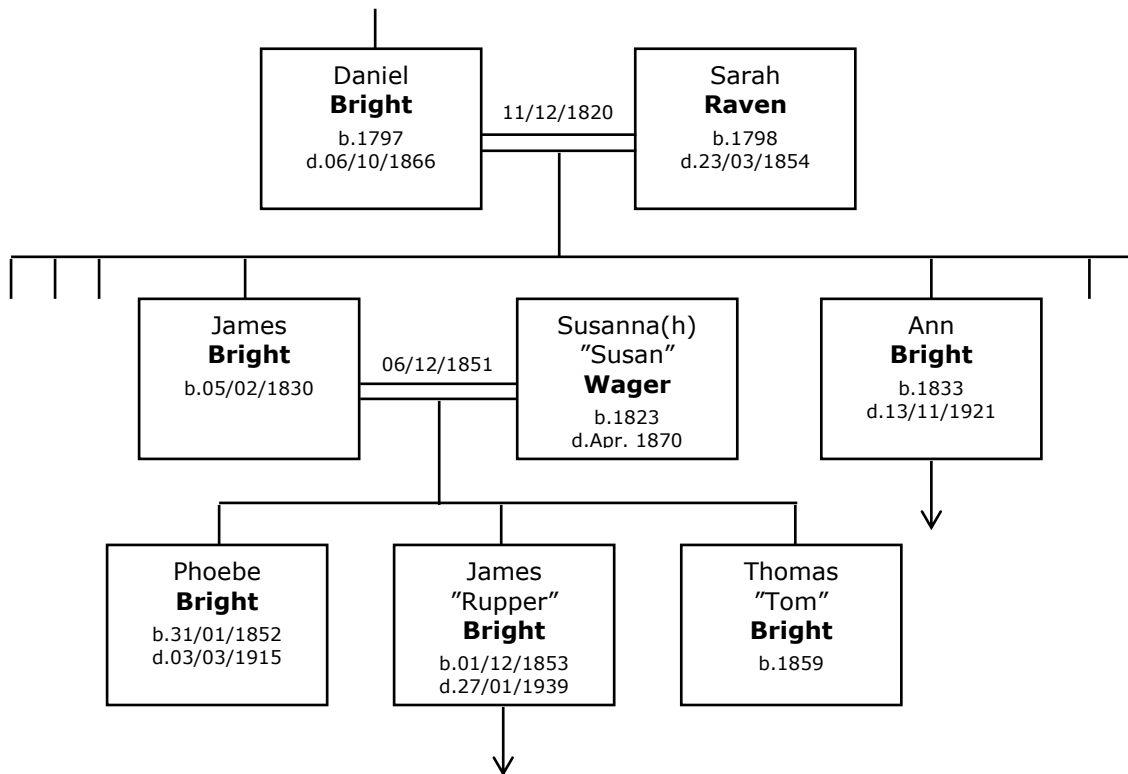 Daniel
Bright
b.1797
d.06/10/1866
11/12/1820
Sarah
Raven
b.1798
d.23/03/1854
James
Bright
b.05/02/1830
06/12/1851
Susanna(h)
”Susan”
Wager
b.1823
d.Apr. 1870
Ann
Bright
b.1833
d.13/11/1921
Phoebe
Bright
b.31/01/1852
d.03/03/1915
James
”Rupper”
Bright
b.01/12/1853
d.27/01/1939
Thomas
”Tom”
Bright
b.1859